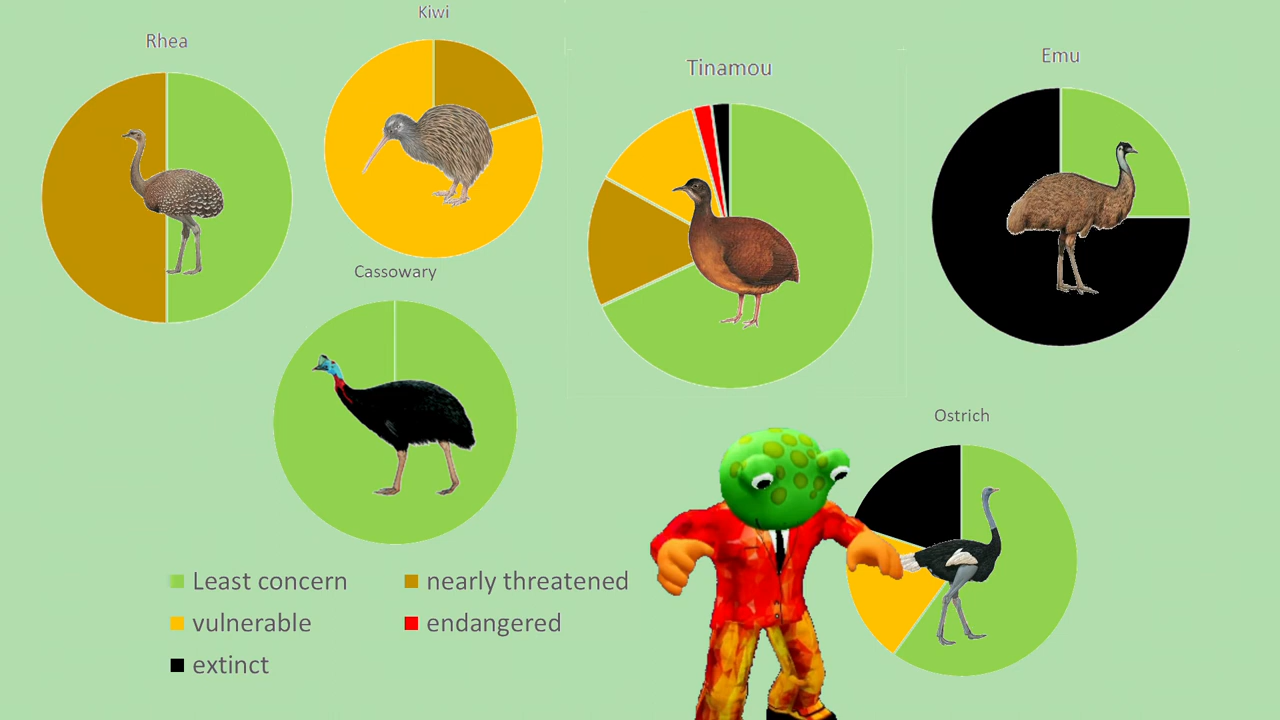 Kiwi
Rhea
Emu
Tinamou
Cassowary
Ostrich
Least concern
nearly threatened
vulnerable
endangered
extinct